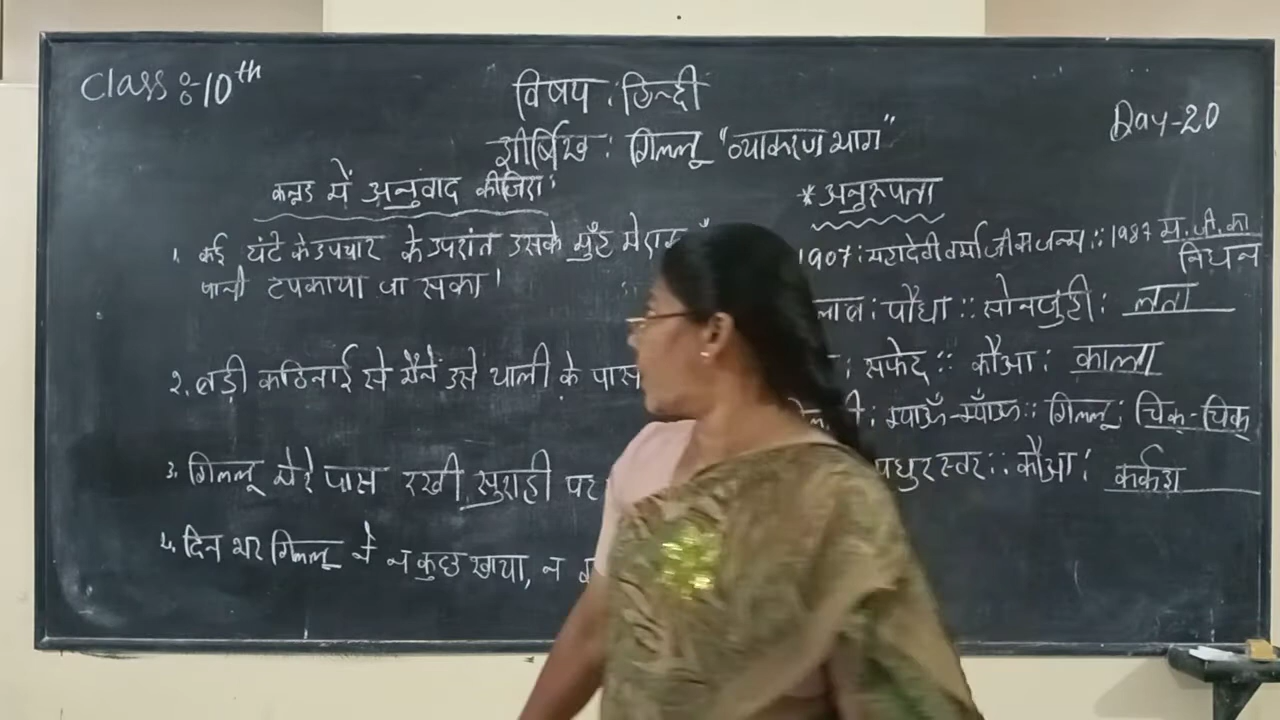 Class :- 10th
विषय : हिन्दी
Day-20
शीर्षिख : गिल्लू "व्याकरण भाग"
कन्नड में अनुवाद कीजिए:
1. कई घंटे के उपचार के उपरांत उसके मुँह में एक
पानी टपकाया जा सका।
2. बड़ी कठिनाई से मैंने उसे थाली के पास
3. गिल्लू मेरे पास रखी सुराही पर
4. दिन भर गिल्लू ने न कुछ खाया, न
* अनुरूपता
1907 : महादेवी वर्मा जी का जन्म :: 1987 म. जी. का
निधन
लाब : पौधा :: सोनजुही : लता
: सफेद :: कौआ : काला
: म्याऊँ-म्याऊँ :: गिल्लू : चिक्-चिक्
मधुर स्वर :: कौआ : कर्कश